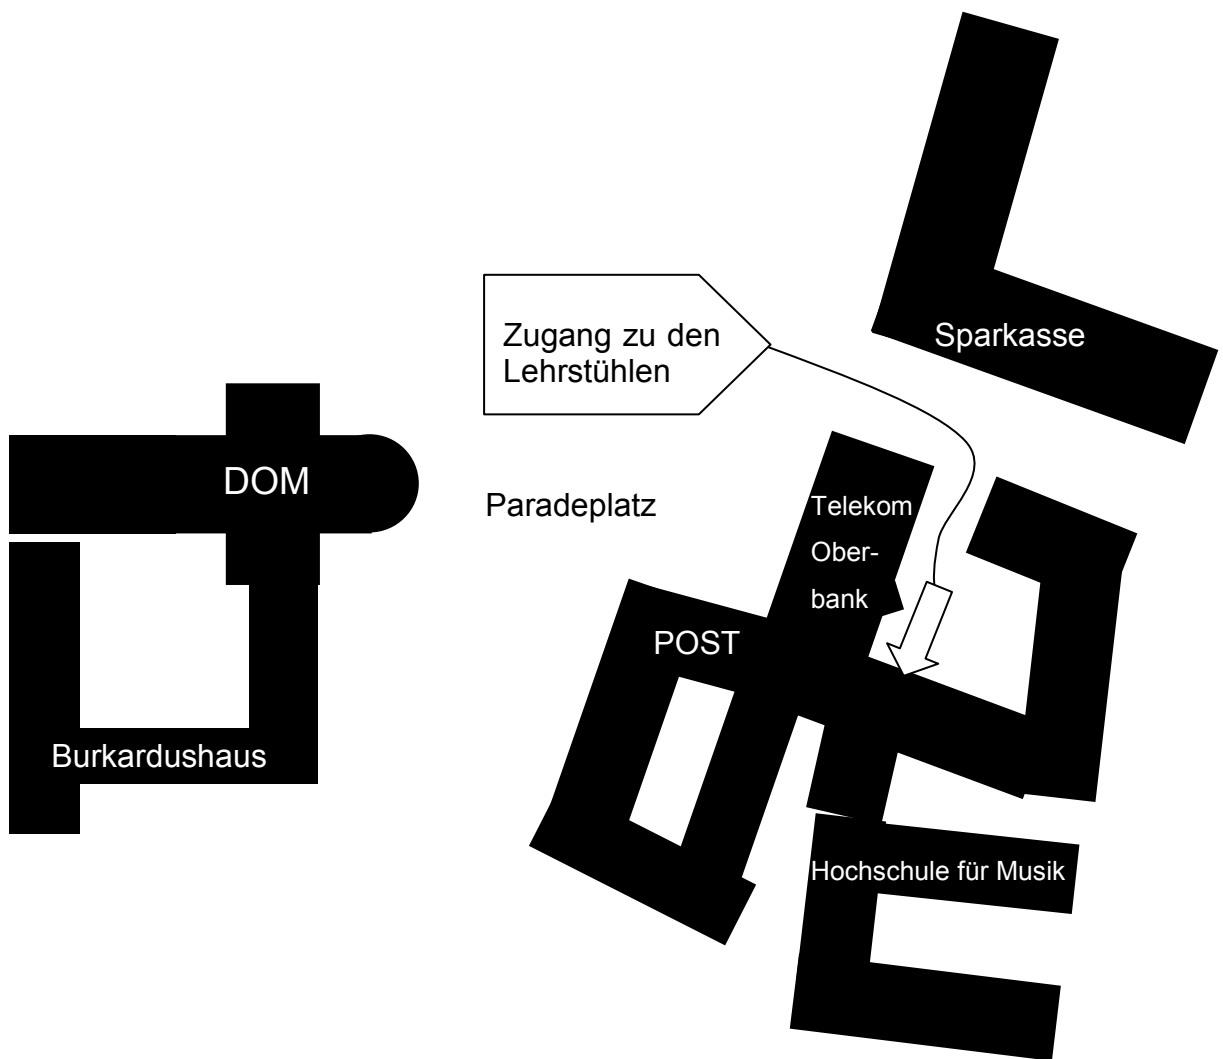 Sparkasse
Zugang zu den
Lehrstühlen
DOM
Paradeplatz
Telekom
Ober-
bank
POST
Burkardushaus
Hochschule für Musik